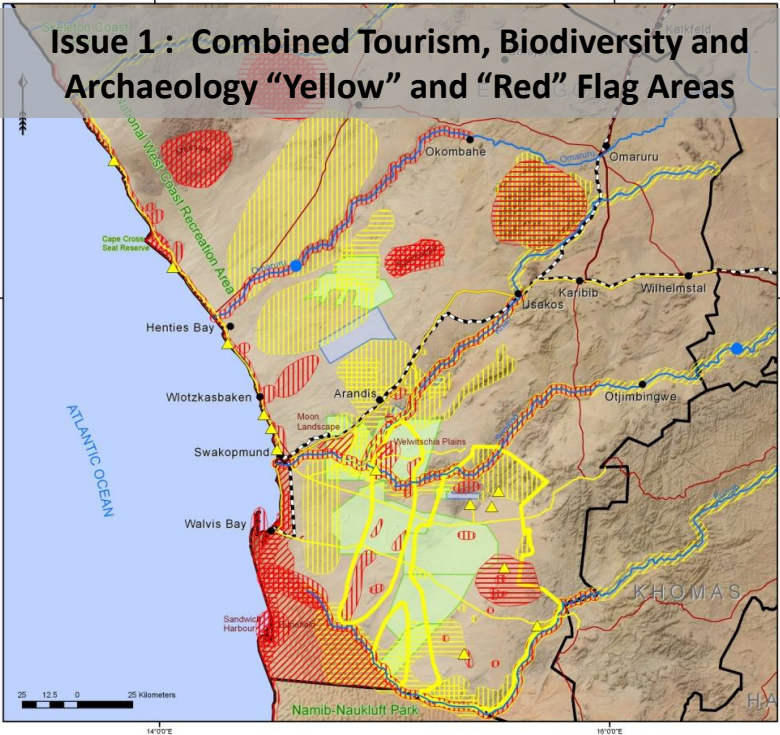 Issue 1 : Combined Tourism, Biodiversity and
Archaeology “Yellow” and “Red” Flag Areas
Skeleton Coast
Kalkfeld
National West Coast Recreation Area
Okombahe
Omaruru
Omaruru
Cape Cross
Seal Reserve
Omaruru
Henties Bay
Usakos
Karibib
Wilhelmstal
Wlotzkasbaken
Arandis
Otjimbingwe
Moon
Landscape
Welwitschia Plains
ATLANTIC OCEAN
Swakopmund
Walvis Bay
KHOMAS
Sandwich
Harbour
Dunefield
25 12.5 0 25 Kilometers
Namib-Naukluft Park
HA
14°0'0"E
16°0'0"E